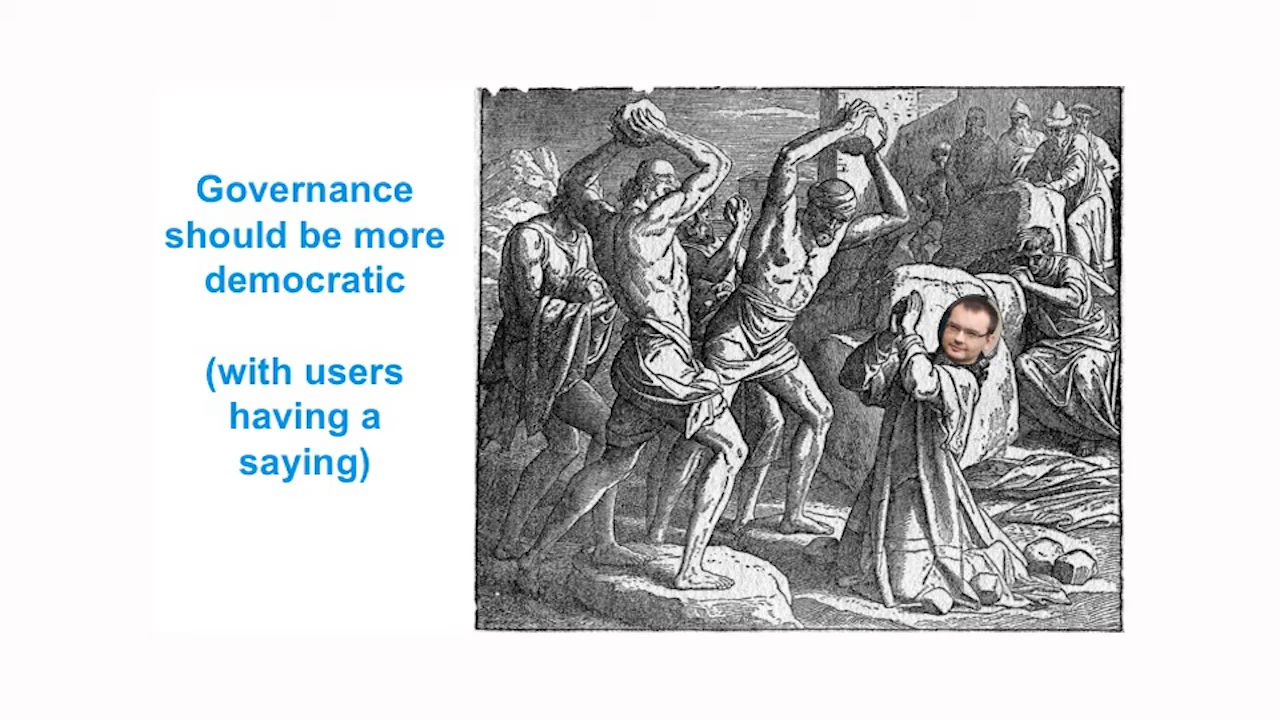 Governance
should be more
democratic
(with users
having a
saying)